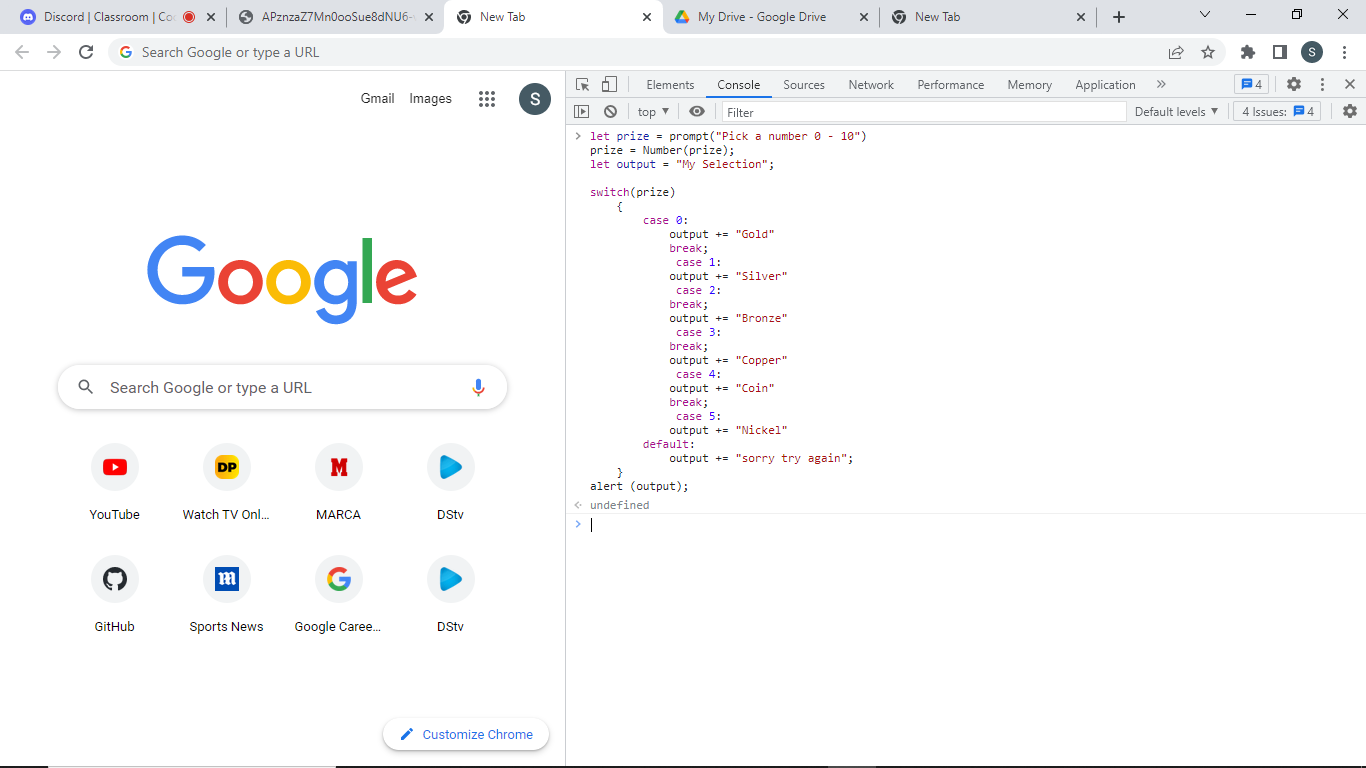 Discord | Classroom | Co
APznzaZ7Mn0ooSue8dNU6-
New Tab
My Drive - Google Drive
New Tab
Search Google or type a URL
S
Gmail
Images
S
Google
Search Google or type a URL
YouTube
DP
Watch TV Onl...
M
MARCA
DStv
GitHub
m
Sports News
G
Google Caree...
DStv
Customize Chrome
Elements
Console
Sources
Network
Performance
Memory
Application
4
top
Filter
Default levels
4 Issues:
4
let prize = prompt("Pick a number 0 - 10")
prize = Number(prize);
let output = "My Selection";
switch(prize)
{
case 0:
output += "Gold"
break;
case 1:
output += "Silver"
case 2:
break;
output += "Bronze"
case 3:
break;
output += "Copper"
case 4:
output += "Coin"
break;
case 5:
output += "Nickel"
default:
output += "sorry try again";
}
alert (output);
undefined